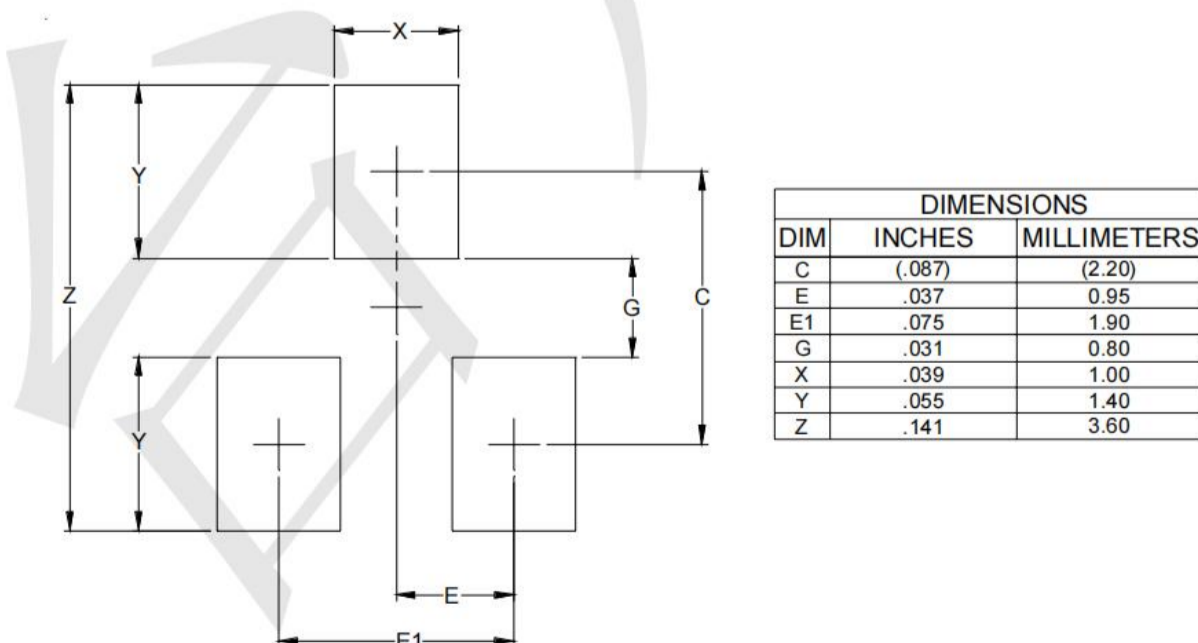 X
Y
Z
G
C
Y
E
E1
DIMENSIONS
DIM INCHES MILLIMETERS
C (.087) (2.20)
E .037 0.95
E1 .075 1.90
G .031 0.80
X .039 1.00
Y .055 1.40
Z .141 3.60